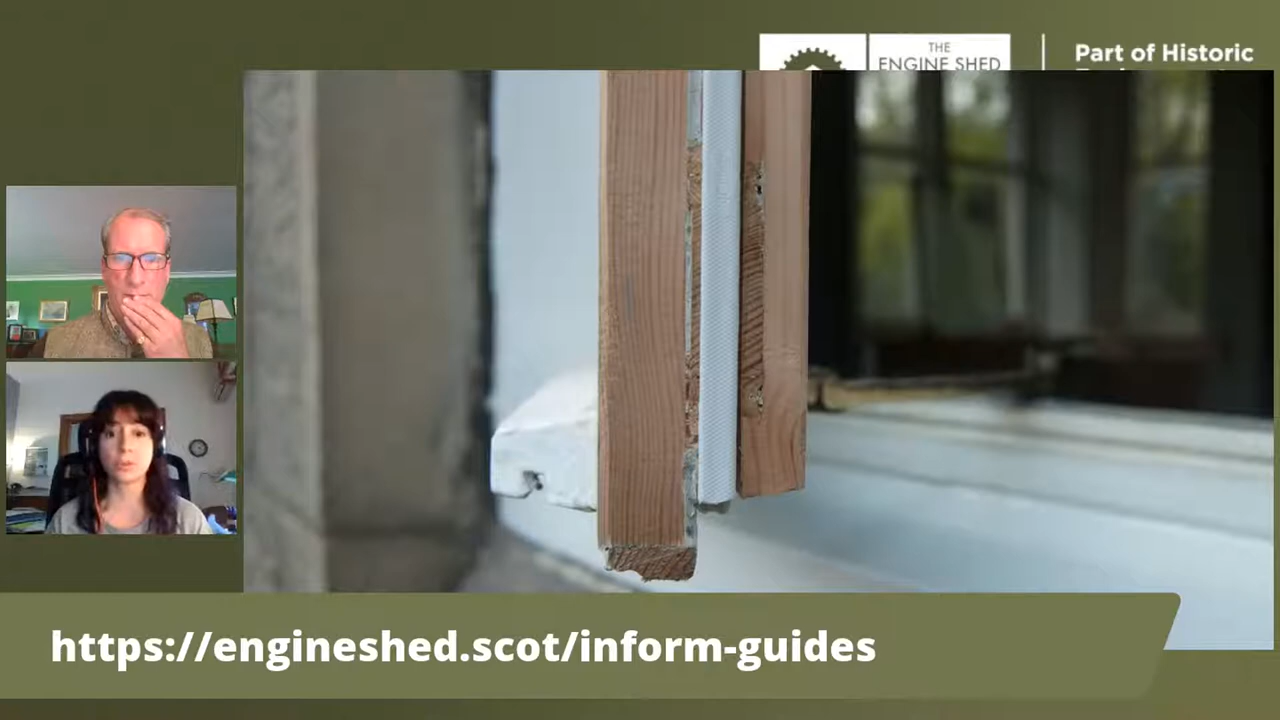 THE
ENGINE SHED
Part of Historic
https://engineshed.scot/inform-guides